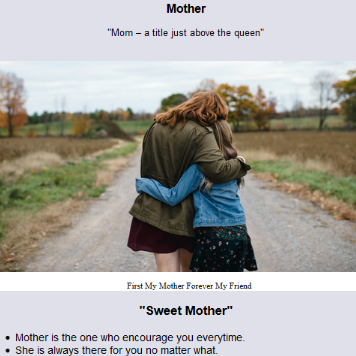 Mother
"Mom – a title just above the queen"
First My Mother Forever My Friend
"Sweet Mother"
• Mother is the one who encourage you everytime.
• She is always there for you no matter what.